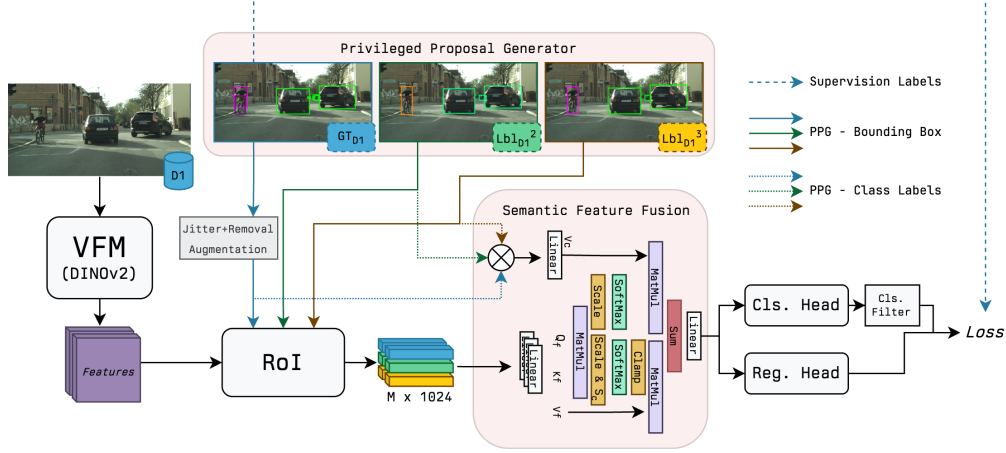 Privileged Proposal Generator
GT_D1
Lbl_D1^2
Lbl_D1^3
D1
Supervision Labels
PPG - Bounding Box
PPG - Class Labels
Jitter+Removal
Augmentation
VFM
(DINOv2)
Features
RoI
M x 1024
Semantic Feature Fusion
Linear
Vc
MatMul
Scale
SoftMax
Linear
Qf
Kf
Vf
MatMul
Scale & Sc
SoftMax
Clamp
MatMul
Sum
Linear
Cls. Head
Cls.
Filter
Reg. Head
Loss